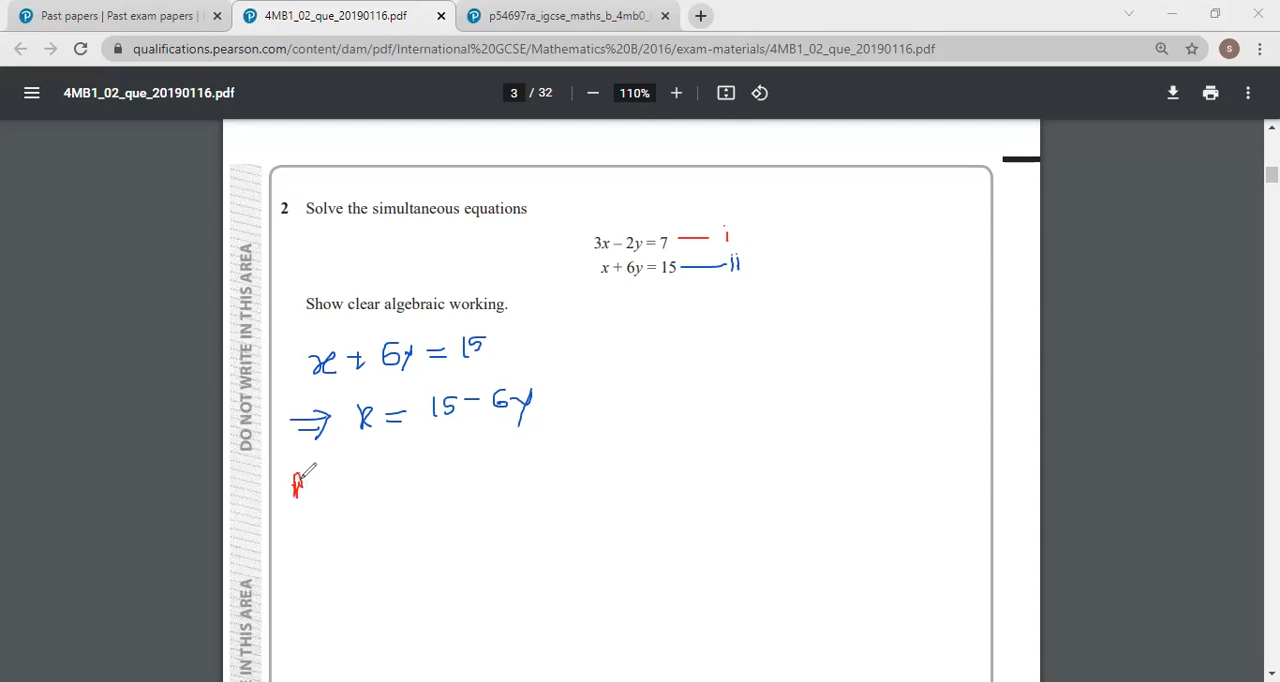 Past papers | Past exam papers |
4MB1_02_que_20190116.pdf
p54697ra_igcse_maths_b_4mb0_
qualifications.pearson.com/content/dam/pdf/International%20GCSE/Mathematics%20B/2016/exam-materials/4MB1_02_que_20190116.pdf
S
4MB1_02_que_20190116.pdf
3 / 32
110%
DO NOT WRITE IN THIS AREA
2 Solve the simultaneous equations
3x – 2y = 7 — i
x + 6y = 15 — ii
Show clear algebraic working.
x + 6y = 15
⇒ x = 15 - 6y
E IN THIS AREA